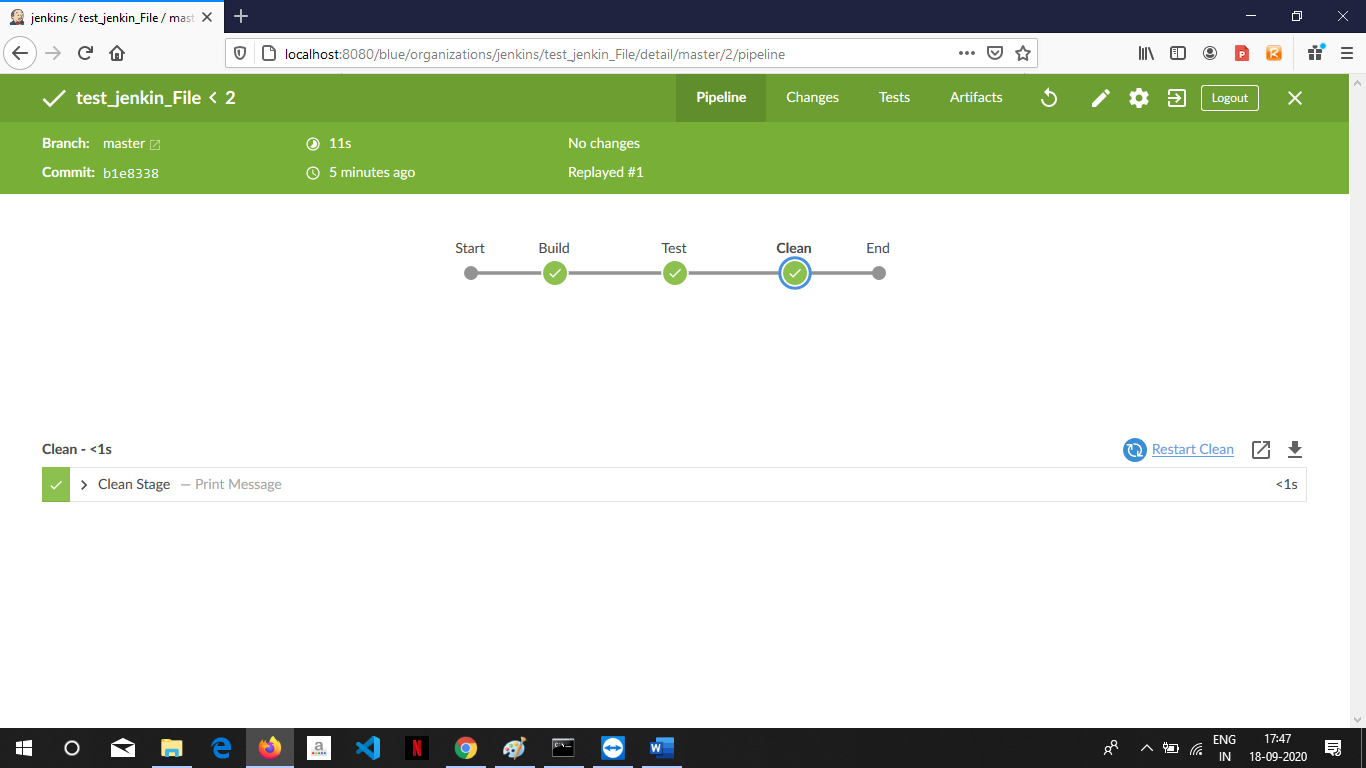 jenkins / test_jenkin_File / mast
localhost:8080/blue/organizations/jenkins/test_jenkin_File/detail/master/2/pipeline
test_jenkin_File < 2
Pipeline
Changes
Tests
Artifacts
Logout
Branch: master
11s
No changes
Commit: b1e8338
5 minutes ago
Replayed #1
Start
Build
Test
Clean
End
Clean - <1s
Restart Clean
Clean Stage — Print Message
<1s
ENG
IN
17:47
18-09-2020